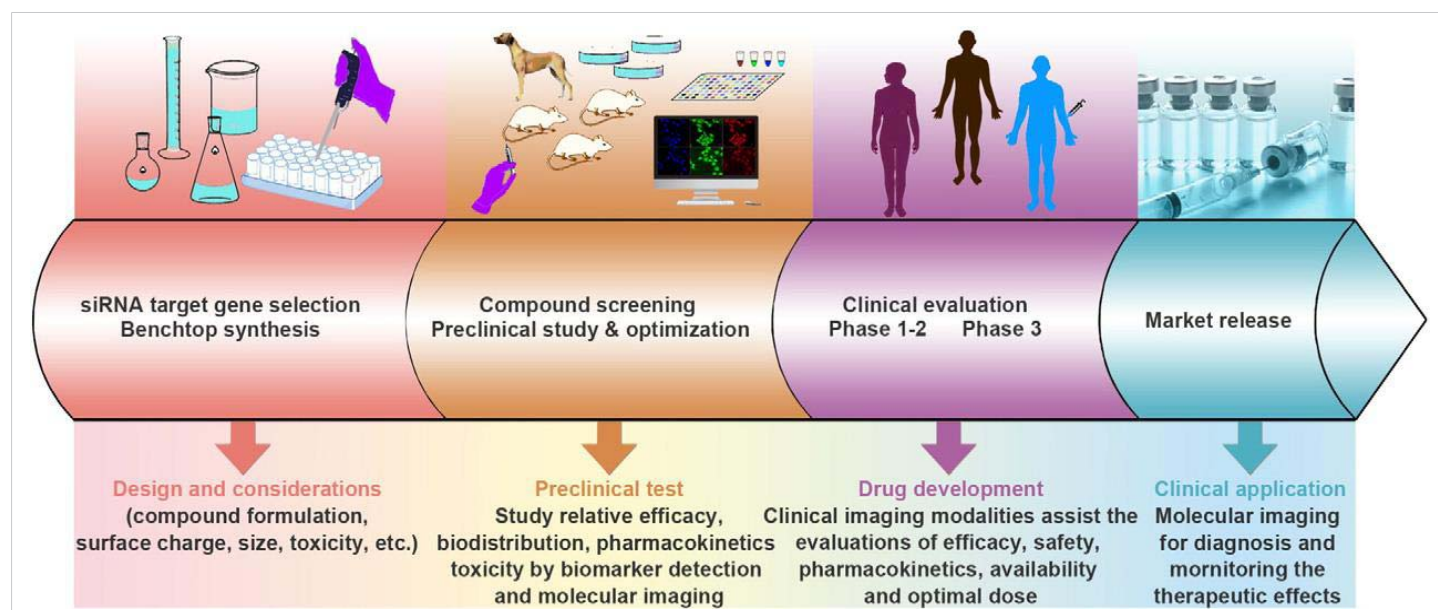 siRNA target gene selection
Benchtop synthesis
Compound screening
Preclinical study & optimization
Clinical evaluation
Phase 1-2 Phase 3
Market release
Design and considerations
(compound formulation,
surface charge, size, toxicity, etc.)
Preclinical test
Study relative efficacy,
biodistribution, pharmacokinetics
toxicity by biomarker detection
and molecular imaging
Drug development
Clinical imaging modalities assist the
evaluations of efficacy, safety,
pharmacokinetics, availability
and optimal dose
Clinical application
Molecular imaging
for diagnosis and
mornitoring the
therapeutic effects